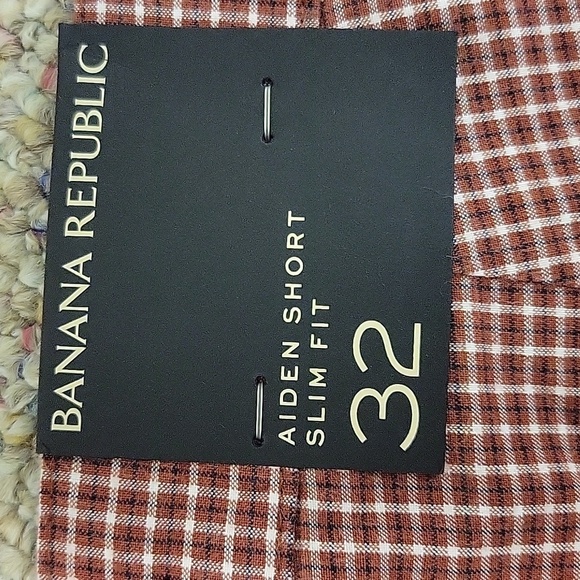 BANANA REPUBLIC
AIDEN SHORT
SLIM FIT
32